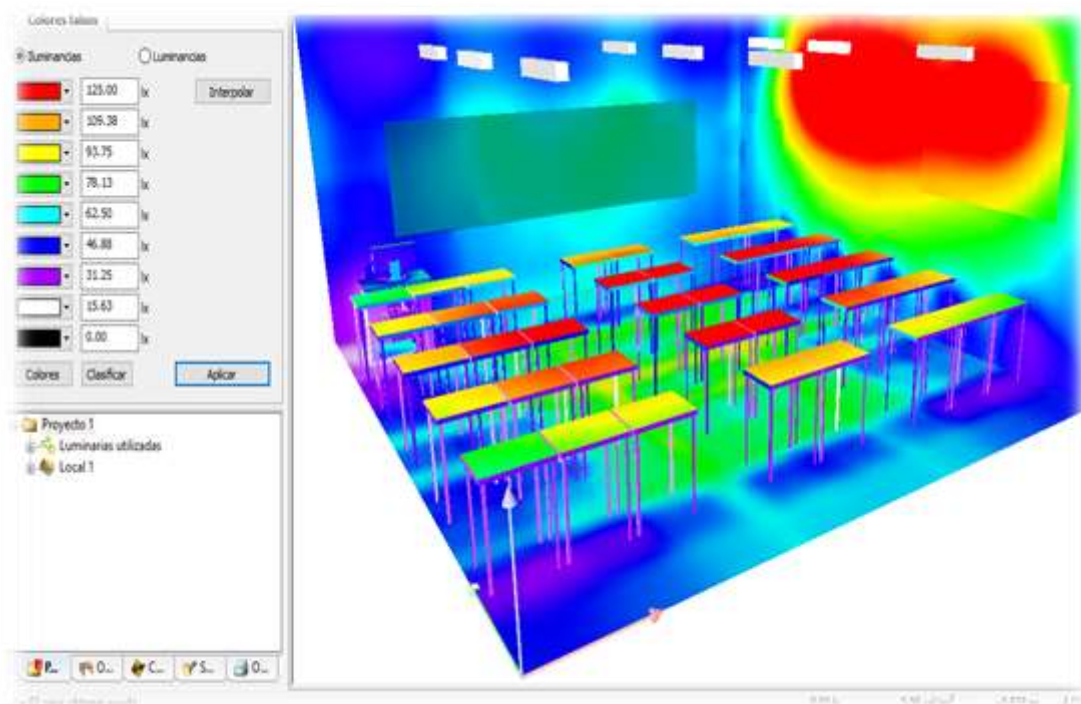 Colores falsos
Iluminancias Luminancias
125.00 lx Interpolar
109.38 lx
93.75 lx
78.13 lx
62.50 lx
46.88 lx
31.25 lx
15.63 lx
0.00 lx
Colores Clasificar Aplicar
Proyecto 1
Luminarias utilizadas
Local 1
P... O... C... S... O...